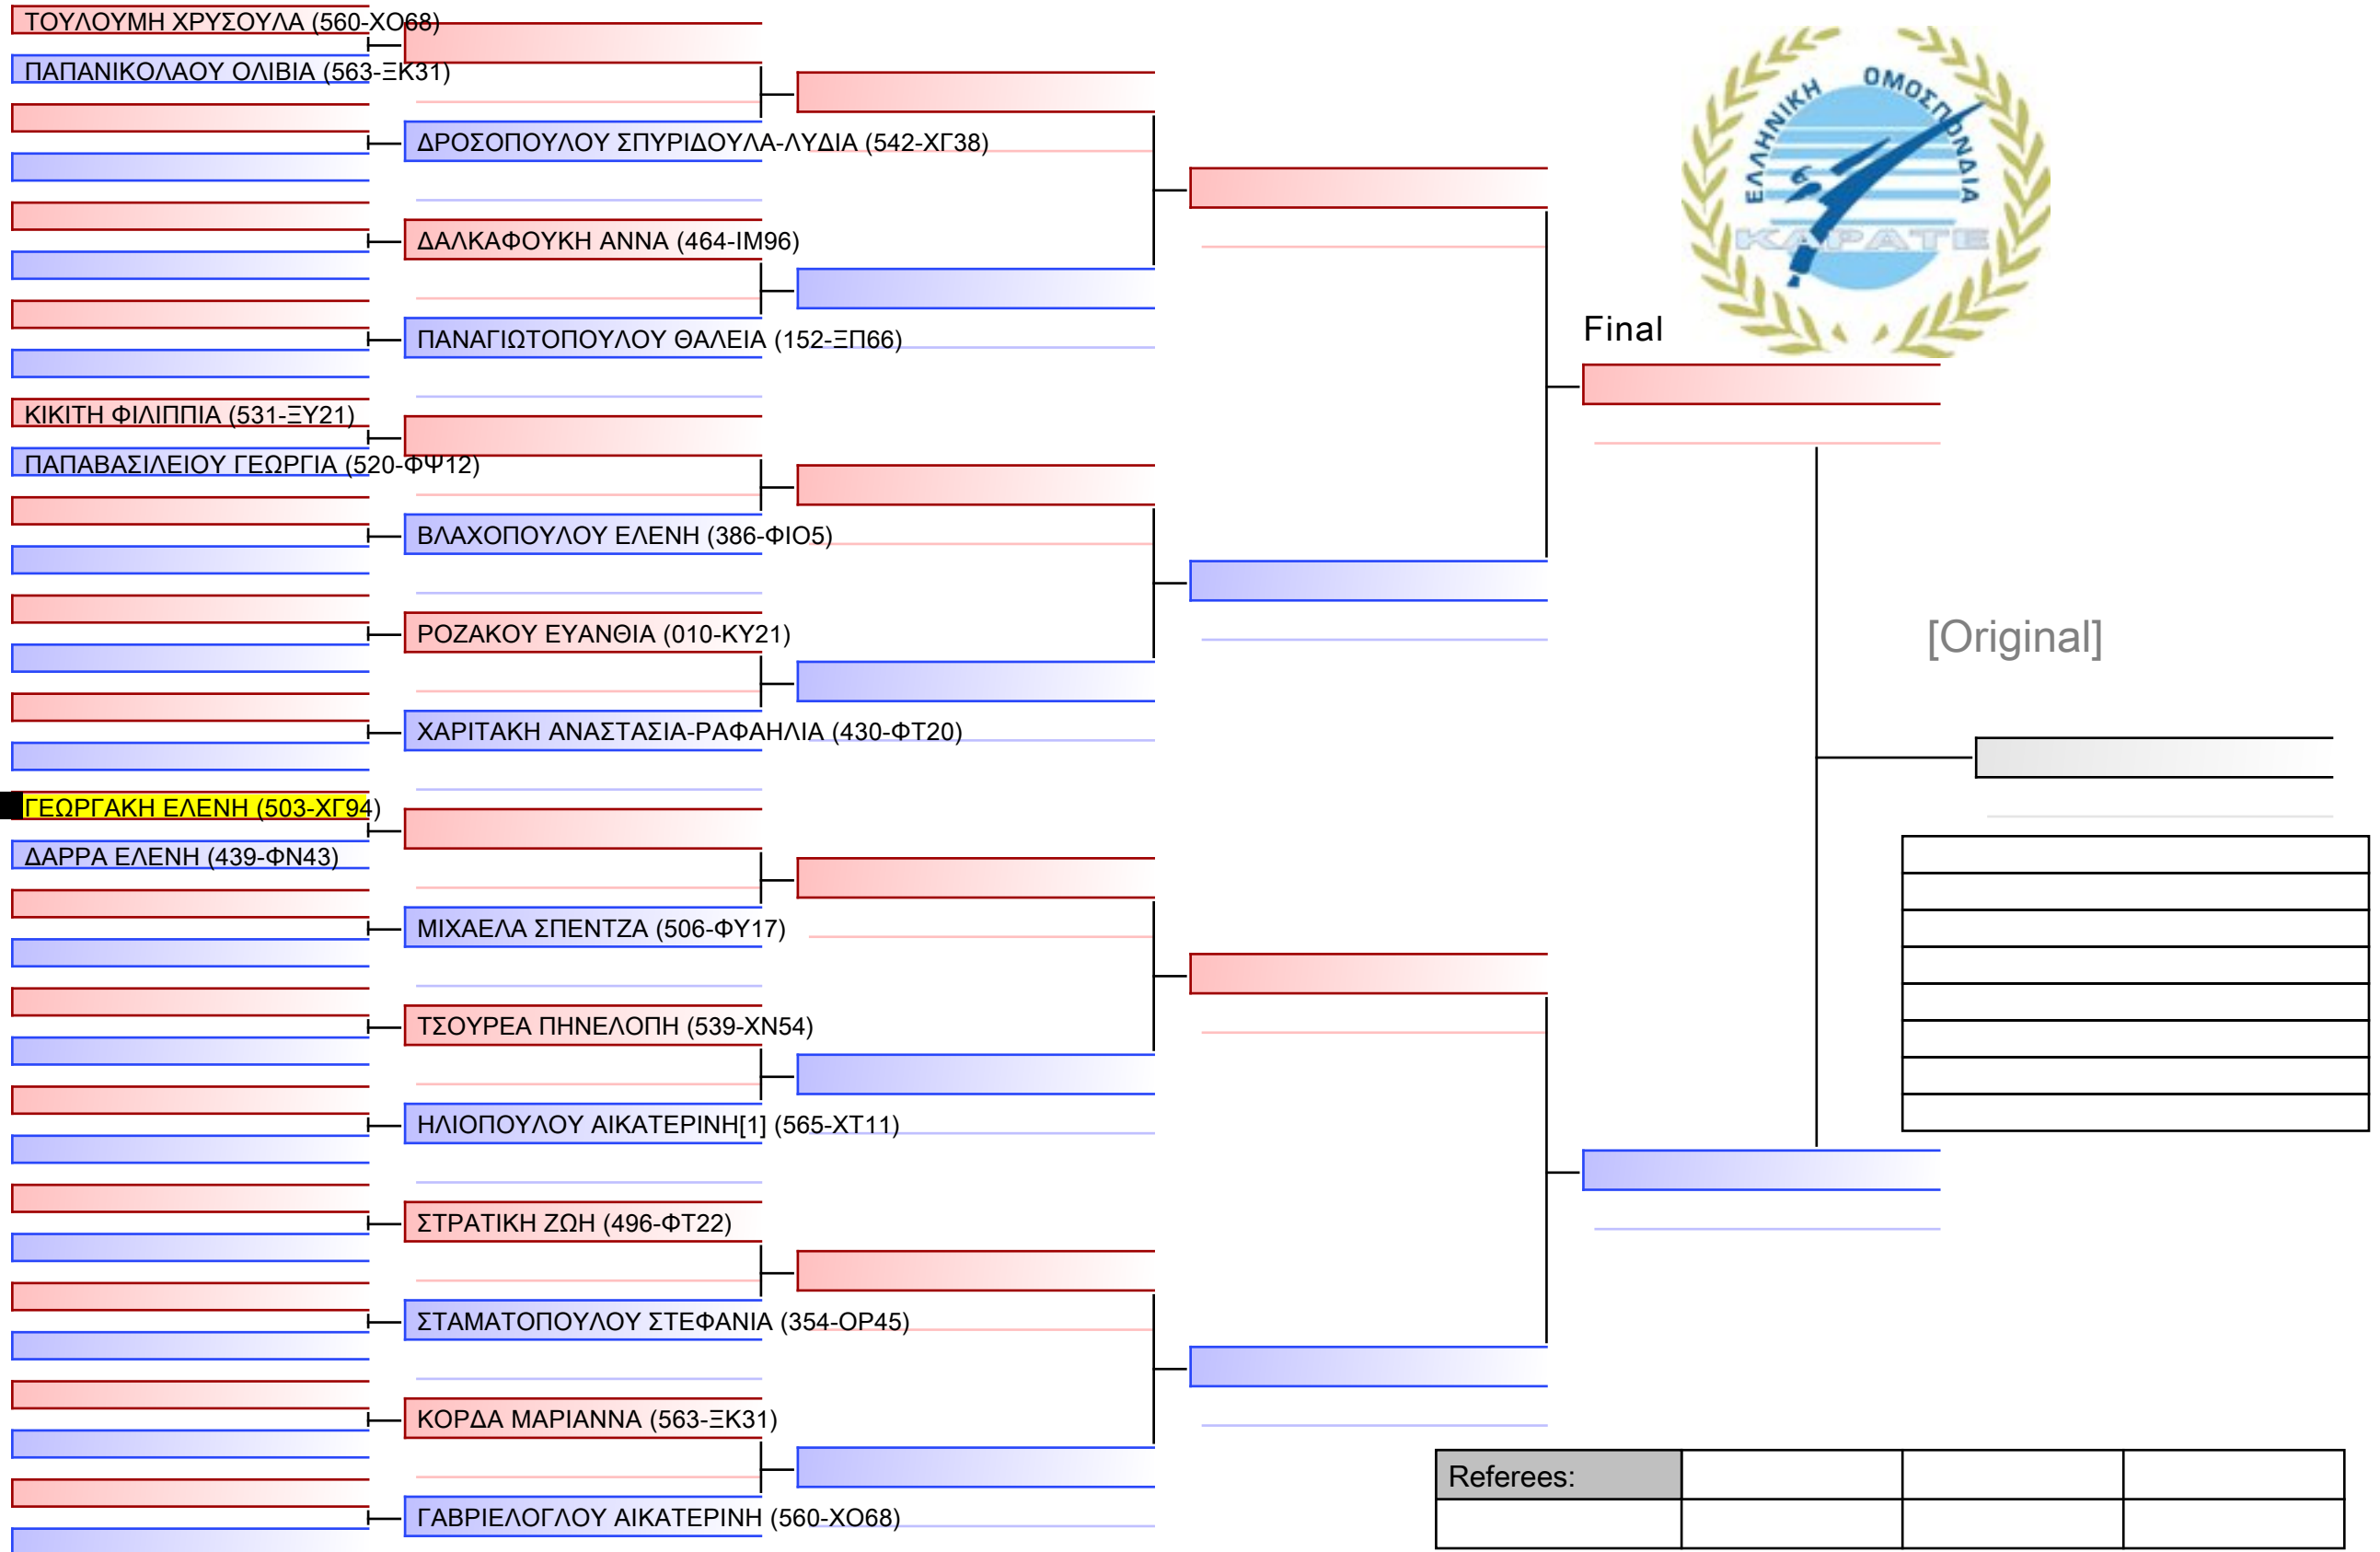 ΤΟΥΛΟΥΜΗ ΧΡΥΣΟΥΛΑ (560-ΧΟ68)
ΠΑΠΑΝΙΚΟΛΑΟΥ ΟΛΙΒΙΑ (563-ΞΚ31)
ΔΡΟΣΟΠΟΥΛΟΥ ΣΠΥΡΙΔΟΥΛΑ-ΛΥΔΙΑ (542-ΧΓ38)
ΔΑΛΚΑΦΟΥΚΗ ΑΝΝΑ (464-ΙΜ96)
ΠΑΝΑΓΙΩΤΟΠΟΥΛΟΥ ΘΑΛΕΙΑ (152-ΞΠ66)
ΚΙΚΙΤΗ ΦΙΛΙΠΠΙΑ (531-ΞΥ21)
ΠΑΠΑΒΑΣΙΛΕΙΟΥ ΓΕΩΡΓΙΑ (520-ΦΨ12)
ΒΛΑΧΟΠΟΥΛΟΥ ΕΛΕΝΗ (386-ΦΙΟ5)
ΡΟΖΑΚΟΥ ΕΥΑΝΘΙΑ (010-ΚΥ21)
ΧΑΡΙΤΑΚΗ ΑΝΑΣΤΑΣΙΑ-ΡΑΦΑΗΛΙΑ (430-ΦΤ20)
ΓΕΩΡΓΑΚΗ ΕΛΕΝΗ (503-ΧΓ94)
ΔΑΡΡΑ ΕΛΕΝΗ (439-ΦΝ43)
ΜΙΧΑΕΛΑ ΣΠΕΝΤΖΑ (506-ΦΥ17)
ΤΣΟΥΡΕΑ ΠΗΝΕΛΟΠΗ (539-ΧΝ54)
ΗΛΙΟΠΟΥΛΟΥ ΑΙΚΑΤΕΡΙΝΗ[1] (565-ΧΤ11)
ΣΤΡΑΤΙΚΗ ΖΩΗ (496-ΦΤ22)
ΣΤΑΜΑΤΟΠΟΥΛΟΥ ΣΤΕΦΑΝΙΑ (354-ΟΡ45)
ΚΟΡΔΑ ΜΑΡΙΑΝΝΑ (563-ΞΚ31)
ΓΑΒΡΙΕΛΟΓΛΟΥ ΑΙΚΑΤΕΡΙΝΗ (560-ΧΟ68)
ΕΛΛΗΝΙΚΗ ΟΜΟΣΠΟΝΔΙΑ
ΚΑΡΑΤΕ
Final
[Original]
Referees: